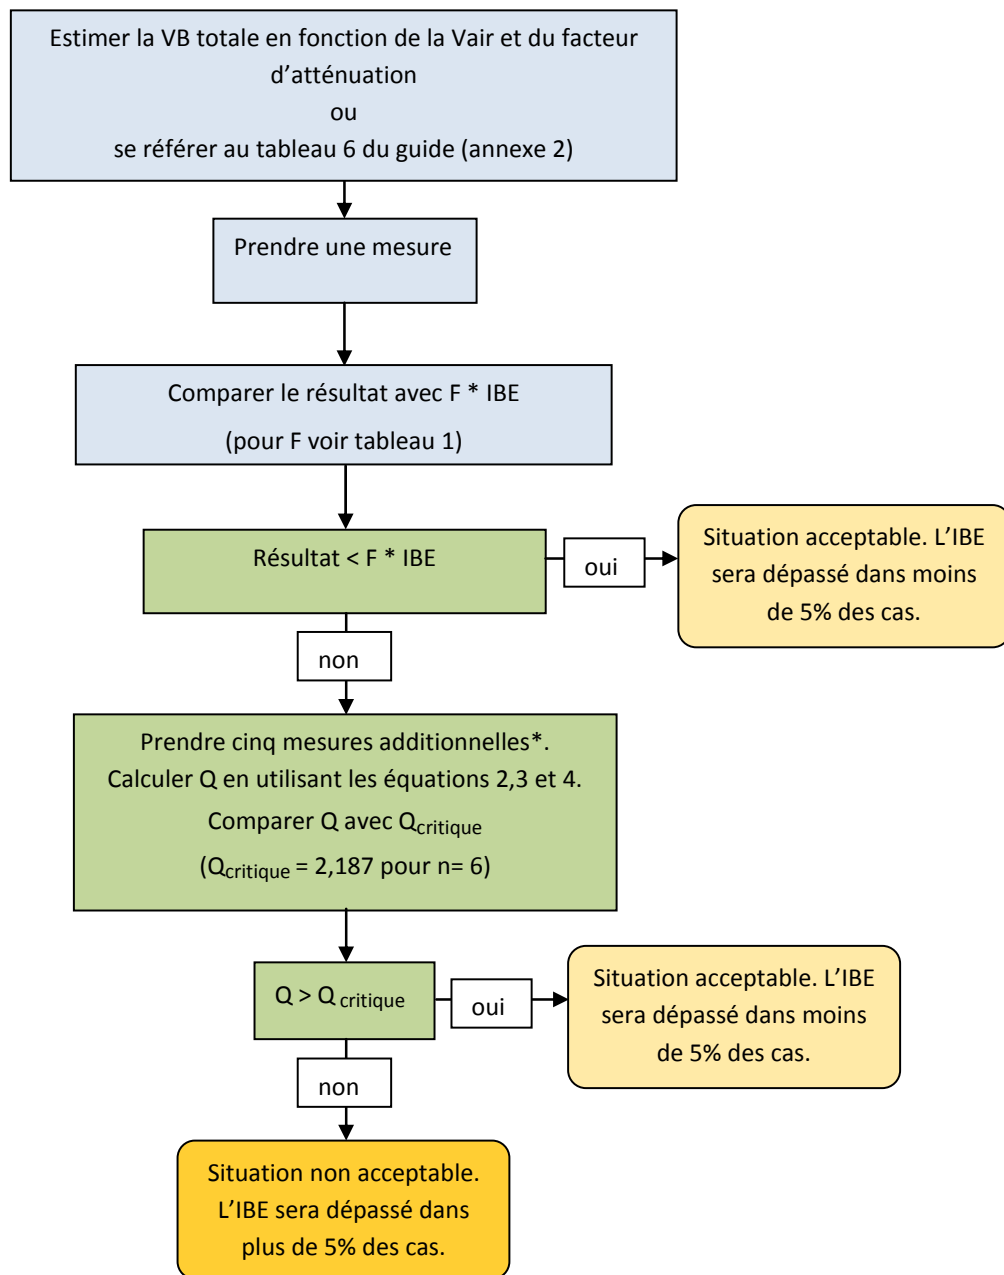 Estimer la VB totale en fonction de la Vair et du facteur
d’atténuation
ou
se référer au tableau 6 du guide (annexe 2)
Prendre une mesure
Comparer le résultat avec F * IBE
(pour F voir tableau 1)
Résultat < F * IBE
oui
Situation acceptable. L’IBE
sera dépassé dans moins
de 5% des cas.
non
Prendre cinq mesures additionnelles*.
Calculer Q en utilisant les équations 2,3 et 4.
Comparer Q avec Qcritique
(Qcritique = 2,187 pour n= 6)
Q > Q critique
oui
Situation acceptable. L’IBE
sera dépassé dans moins
de 5% des cas.
non
Situation non acceptable.
L’IBE sera dépassé dans
plus de 5% des cas.